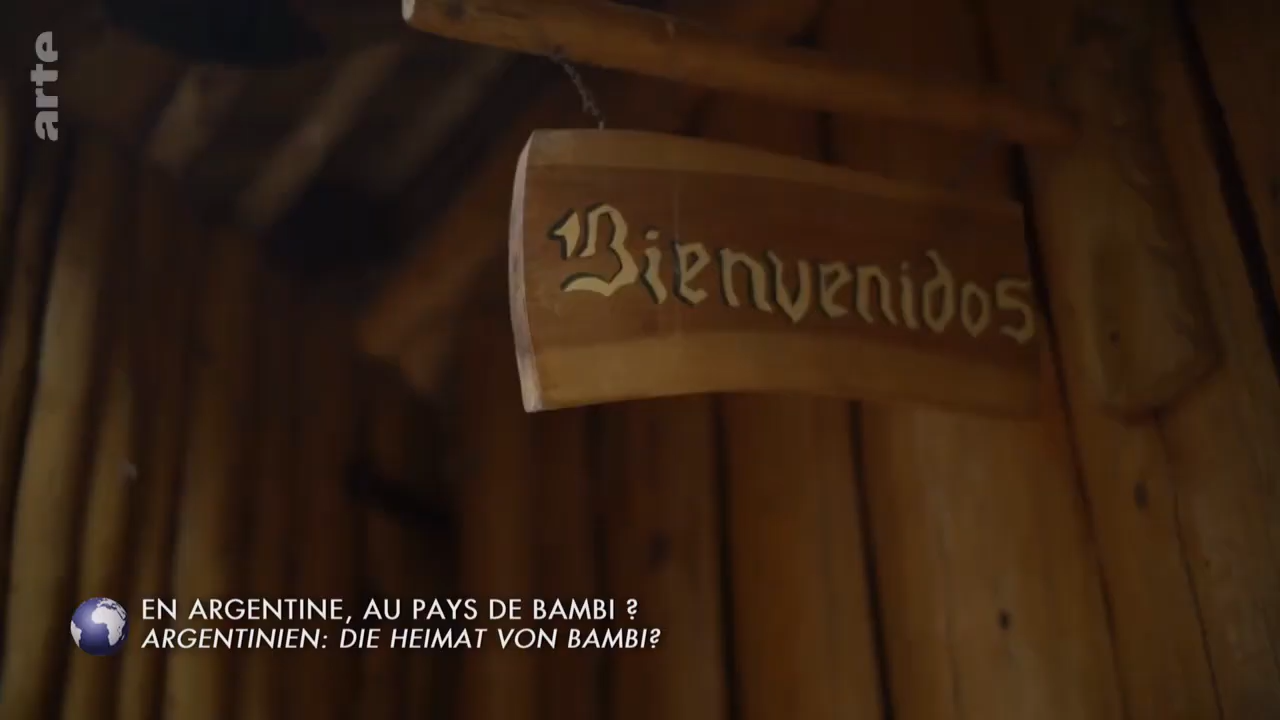 arte
Bienvenidos
EN ARGENTINE, AU PAYS DE BAMBI ?
ARGENTINIEN: DIE HEIMAT VON BAMBI?